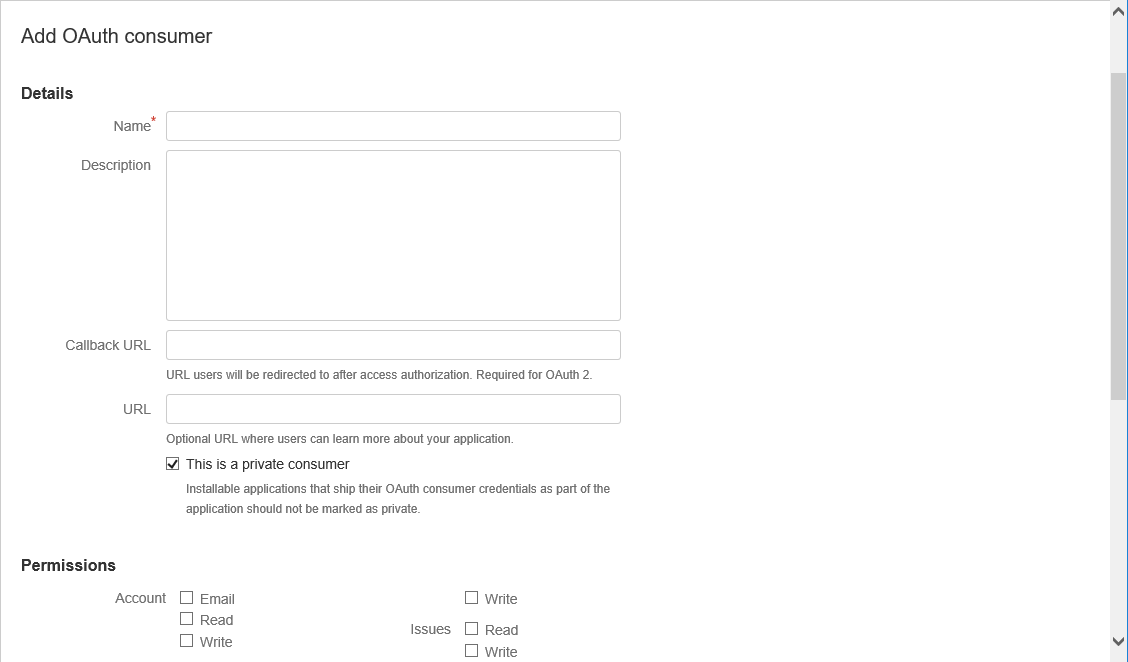 Add OAuth consumer
Details
Name*
Description
Callback URL
URL users will be redirected to after access authorization. Required for OAuth 2.
URL
Optional URL where users can learn more about your application.
This is a private consumer
Installable applications that ship their OAuth consumer credentials as part of the
application should not be marked as private.
Permissions
Account Email
Read
Write
Write
Issues Read
Write